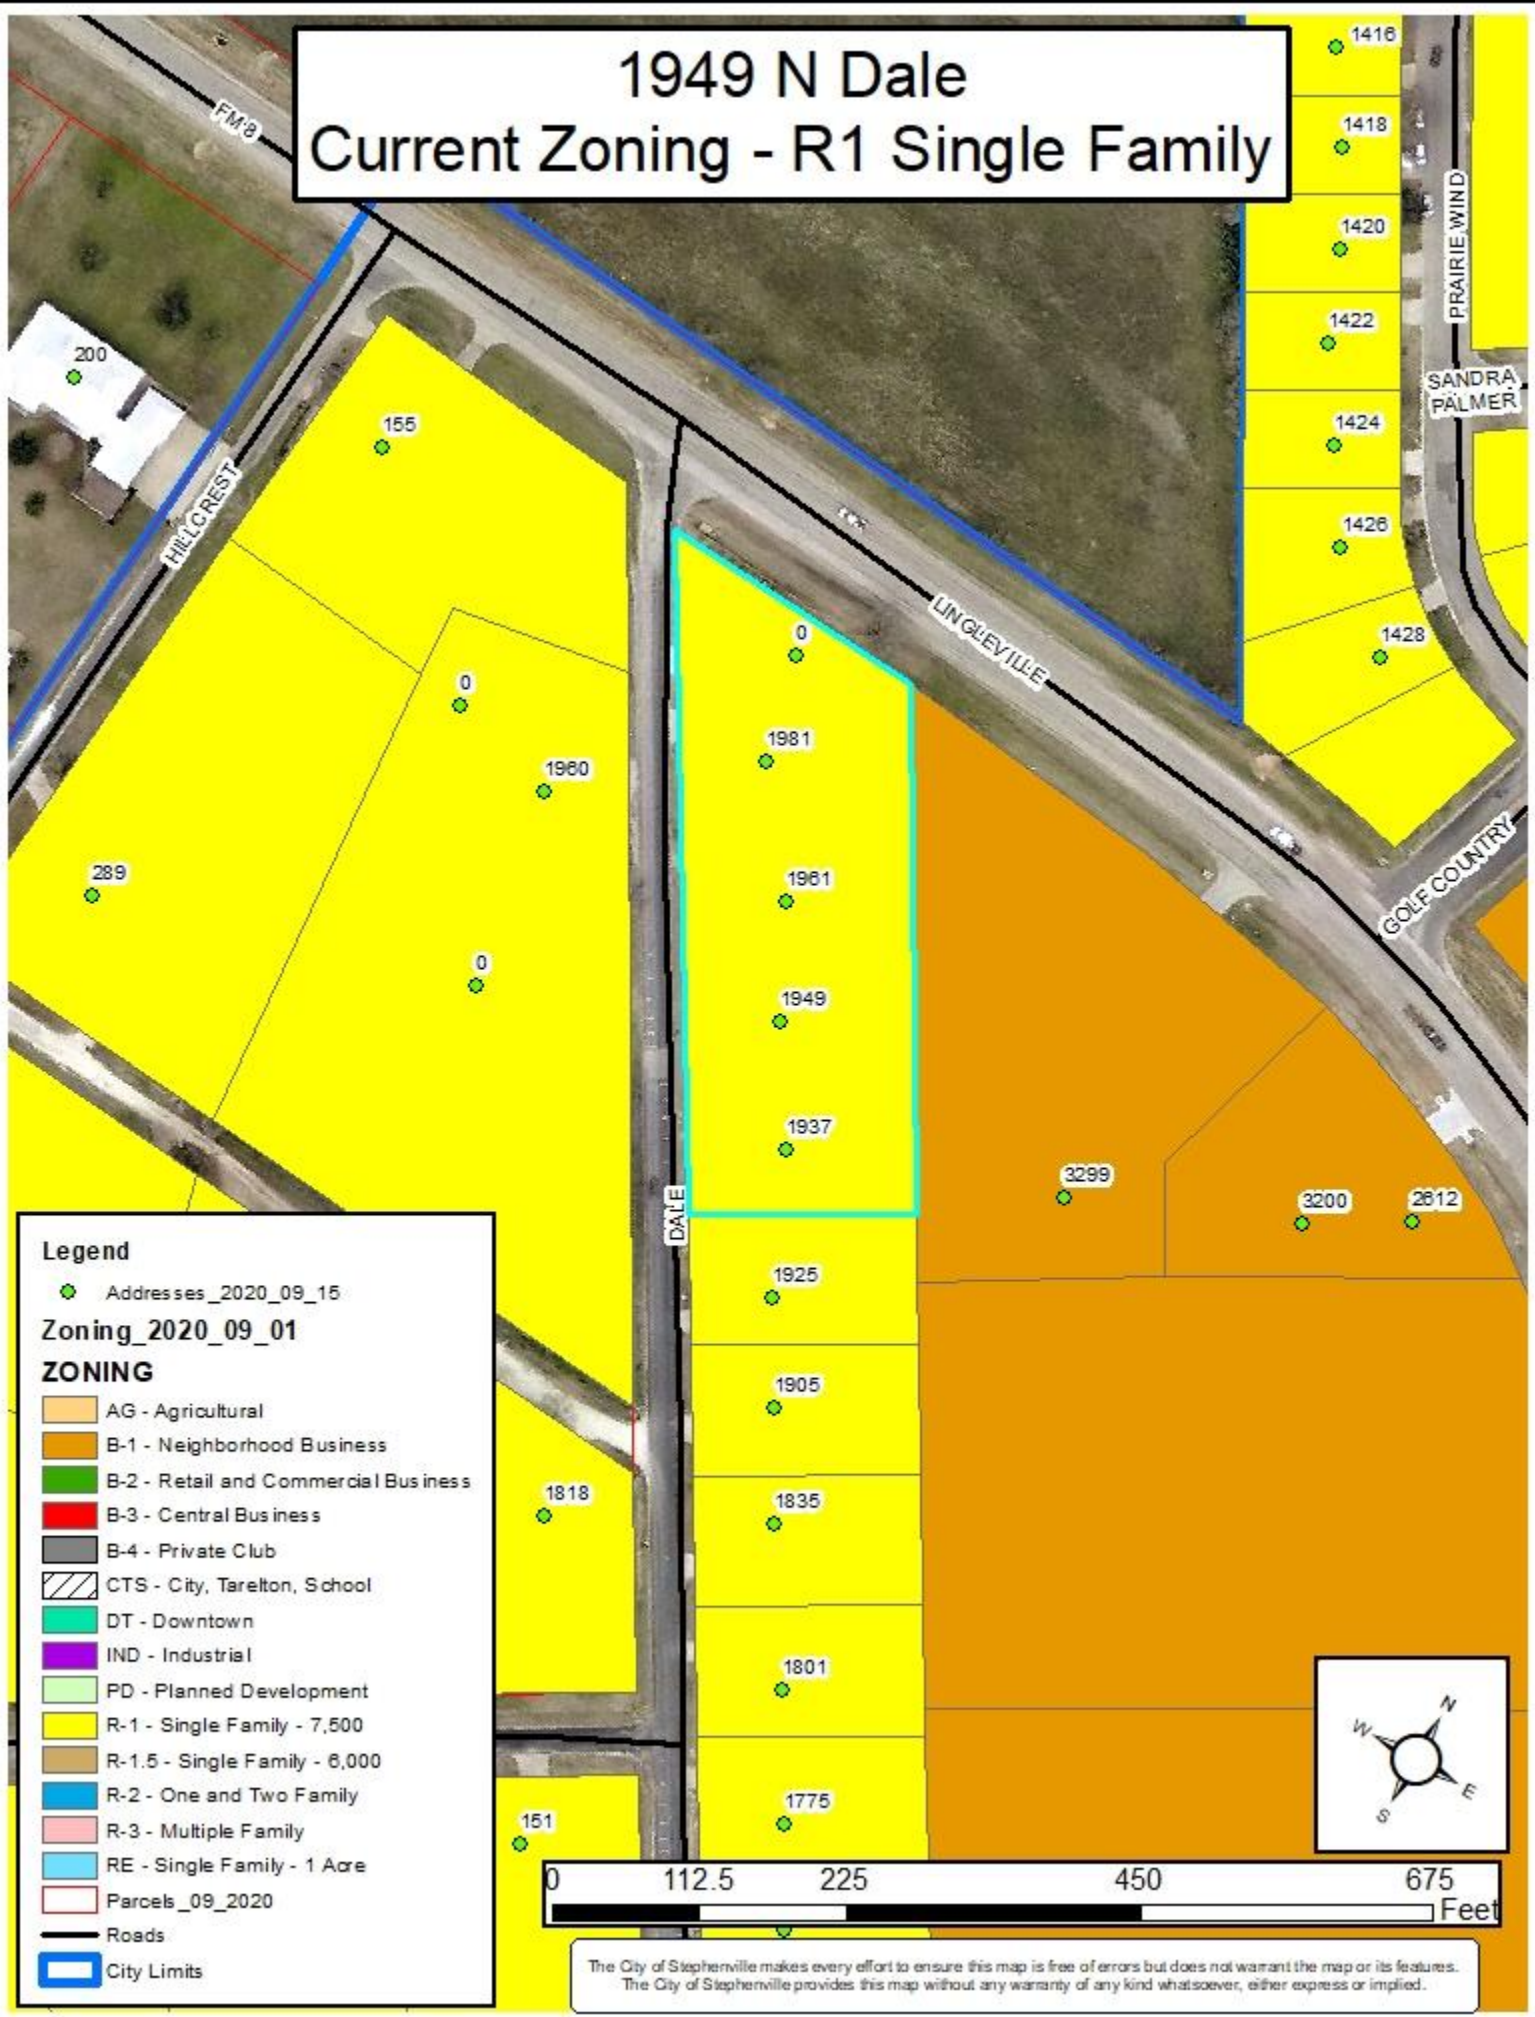 1949 N Dale
Current Zoning - R1 Single Family
FM 8
1416
1418
1420
PRAIRIE WIND
1422
SANDRA
PALMER
200
155
1424
HILLCREST
1426
LINGLEVILLE
1428
0
0
1981
1960
GOLF COUNTRY
289
1961
0
1949
1937
3299
3200
2612
DALE
1925
1905
1835
1818
1801
1775
151
Legend
Addresses_2020_09_15
Zoning_2020_09_01
ZONING
AG - Agricultural
B-1 - Neighborhood Business
B-2 - Retail and Commercial Business
B-3 - Central Business
B-4 - Private Club
CTS - City, Tarelton, School
DT - Downtown
IND - Industrial
PD - Planned Development
R-1 - Single Family - 7,500
R-1.5 - Single Family - 6,000
R-2 - One and Two Family
R-3 - Multiple Family
RE - Single Family - 1 Acre
Parcels_09_2020
Roads
City Limits
N
W
E
S
0 112.5 225 450 675
Feet
The City of Stephenville makes every effort to ensure this map is free of errors but does not warrant the map or its features.
The City of Stephenville provides this map without any warranty of any kind whatsoever, either express or implied.